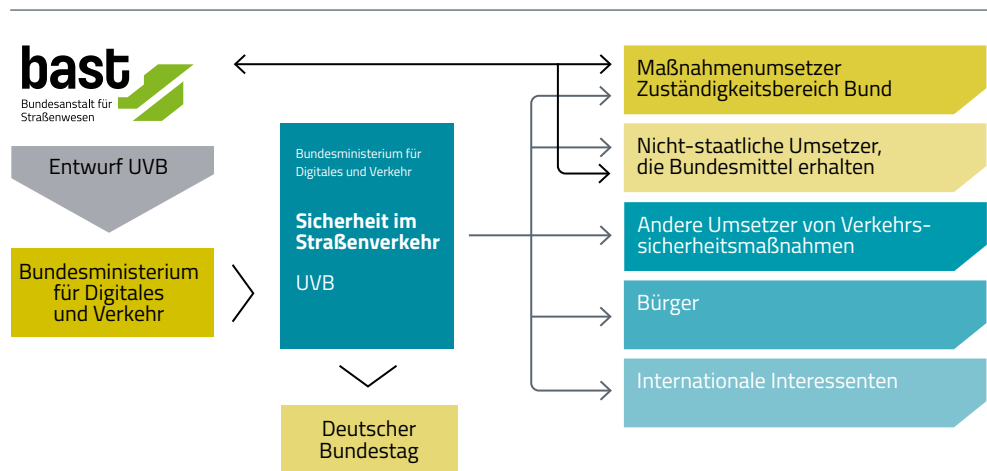 bast
Bundesanstalt für
Straßenwesen
Entwurf UVB
Bundesministerium
für Digitales
und Verkehr
Bundesministerium für
Digitales und Verkehr
Sicherheit im
Straßenverkehr
UVB
Deutscher
Bundestag
Maßnahmenumsetzer
Zuständigkeitsbereich Bund
Nicht-staatliche Umsetzer,
die Bundesmittel erhalten
Andere Umsetzer von Verkehrs-
sicherheitsmaßnahmen
Bürger
Internationale Interessenten